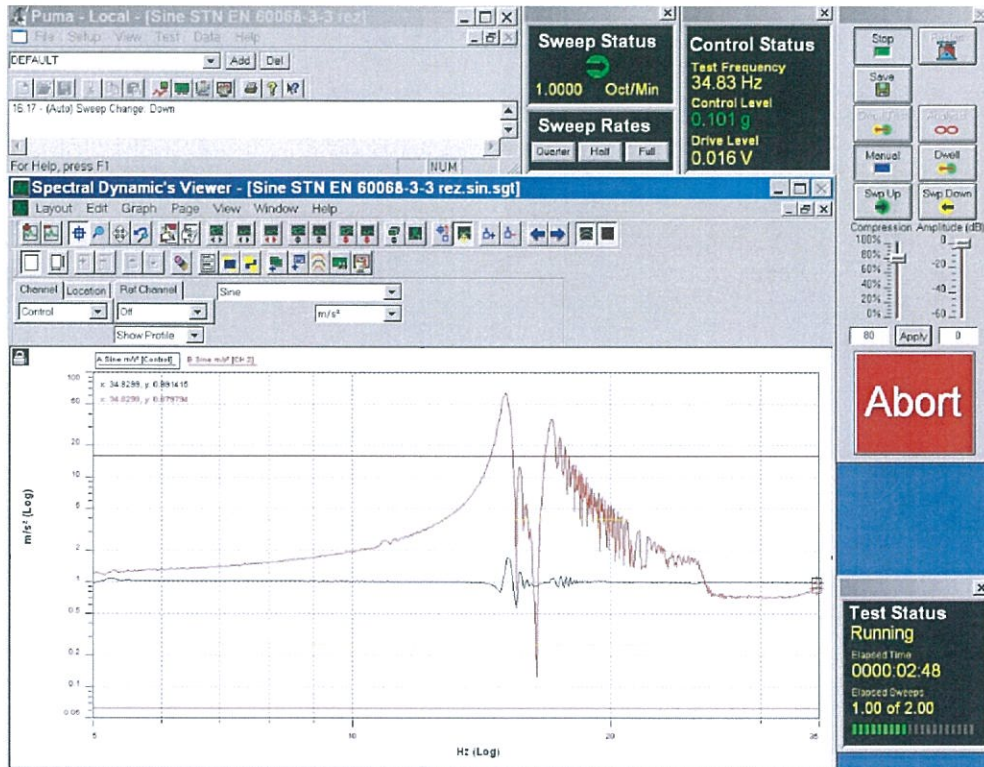 Puma - Local - [Sine STN EN 60068-3-3 rez]
File Setup View Test Data Help
DEFAULT
Add
Del
16:17 - (Auto) Sweep Change: Down
For Help, press F1
NUM
Sweep Status
1.0000 Oct/Min
Sweep Rates
Quarter
Half
Full
Control Status
Test Frequency
34.83 Hz
Control Level
0.101 g
Drive Level
0.016 V
Stop
Save
Manual
Dwell
Swp Up
Swp Down
Compression
Amplitude (dB)
100%
80%
60%
40%
20%
0%
0
-20
-40
-60
80
Apply
0
Abort
Spectral Dynamic's Viewer - [Sine STN EN 60068-3-3 rez.sin.sgt]
Layout Edit Graph Page View Window Help
Channel
Location
Ref Channel
Sine
Control
Off
m/s²
Show Profile
A: Sine m/s² [Control]
B: Sine m/s² [CH 2]
x: 34.8299, y: 0.991415
x: 34.8299, y: 0.879794
m/s² (Log)
100
60
20
10
4
2
1
0.5
0.2
0.1
0.05
5
10
20
35
Hz (Log)
Test Status
Running
Elapsed Time
0000:02:48
Elapsed Sweeps
1.00 of 2.00